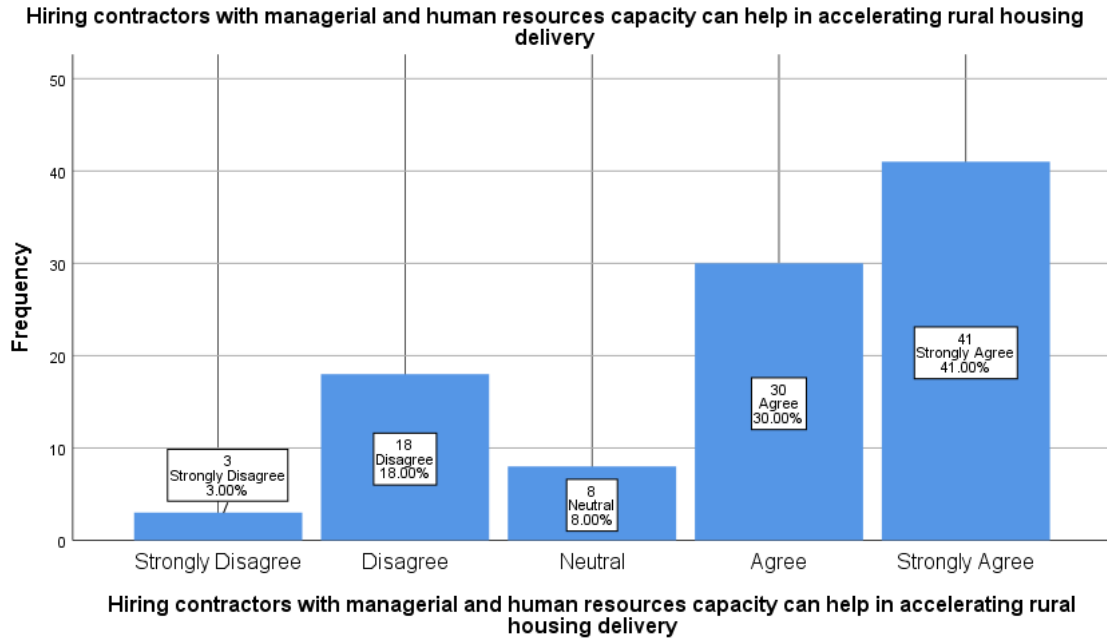 Hiring contractors with managerial and human resources capacity can help in accelerating rural housing
delivery
Frequency
50
40
30
20
10
0
3
Strongly Disagree
3.00%
18
Disagree
18.00%
8
Neutral
8.00%
30
Agree
30.00%
41
Strongly Agree
41.00%
Strongly Disagree
Disagree
Neutral
Agree
Strongly Agree
Hiring contractors with managerial and human resources capacity can help in accelerating rural
housing delivery